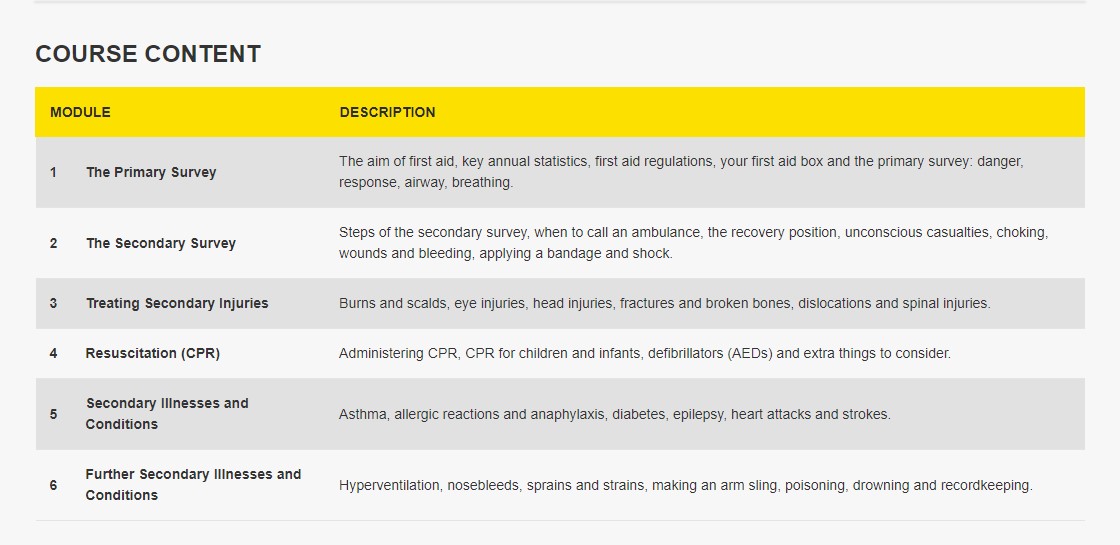 COURSE CONTENT
MODULE DESCRIPTION
1 The Primary Survey The aim of first aid, key annual statistics, first aid regulations, your first aid box and the primary survey: danger,
response, airway, breathing.
2 The Secondary Survey Steps of the secondary survey, when to call an ambulance, the recovery position, unconscious casualties, choking,
wounds and bleeding, applying a bandage and shock.
3 Treating Secondary Injuries Burns and scalds, eye injuries, head injuries, fractures and broken bones, dislocations and spinal injuries.
4 Resuscitation (CPR) Administering CPR, CPR for children and infants, defibrillators (AEDs) and extra things to consider.
5 Secondary Illnesses and
Conditions Asthma, allergic reactions and anaphylaxis, diabetes, epilepsy, heart attacks and strokes.
6 Further Secondary Illnesses and
Conditions Hyperventilation, nosebleeds, sprains and strains, making an arm sling, poisoning, drowning and recordkeeping.